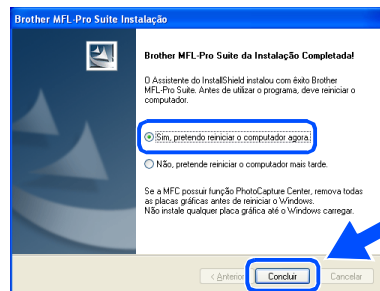 Brother MFL-Pro Suite Instalação
Brother MFL-Pro Suite da Instalação Completada!
O Assistente do InstallShield instalou com êxito Brother
MFL-Pro Suite. Antes de utilizar o programa, deve reiniciar o
computador.
Sim, pretendo reiniciar o computador agora.
Não, pretende reiniciar o computador mais tarde.
Se a MFC possuir função PhotoCapture Center, remova todas
as placas gráficas antes de reiniciar o Windows.
Não instale qualquer placa gráfica até o Windows carregar.
< Anterior
Concluir
Cancelar